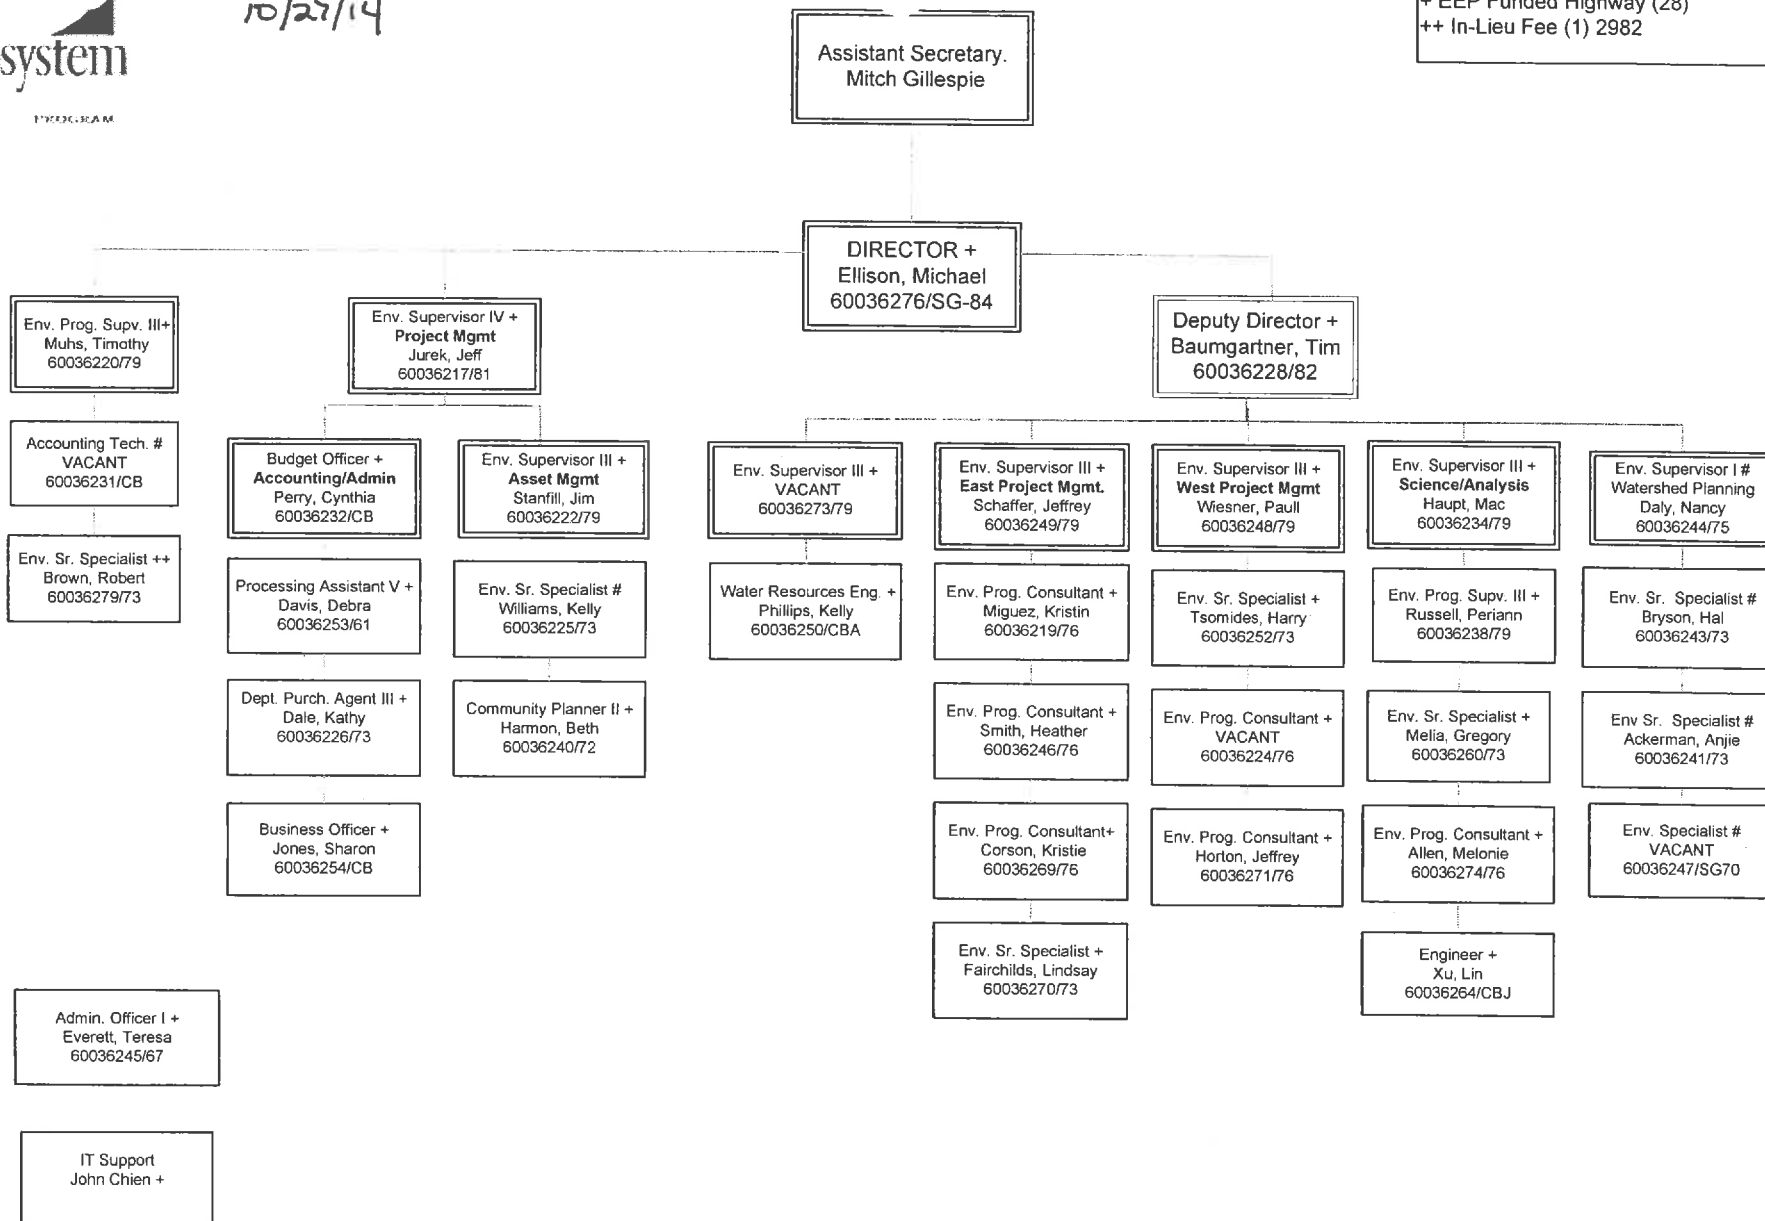 system
PROGRAM
10/27/14
+ EEP Funded Highway (28)
++ In-Lieu Fee (1) 2982
Assistant Secretary.
Mitch Gillespie
DIRECTOR +
Ellison, Michael
60036276/SG-84
Env. Prog. Supv. III+
Muhs, Timothy
60036220/79
Env. Supervisor IV +
Project Mgmt
Jurek, Jeff
60036217/81
Deputy Director +
Baumgartner, Tim
60036228/82
Accounting Tech. #
VACANT
60036231/CB
Env. Sr. Specialist ++
Brown, Robert
60036279/73
Budget Officer +
Accounting/Admin
Perry, Cynthia
60036232/CB
Processing Assistant V +
Davis, Debra
60036253/61
Dept. Purch. Agent III +
Dale, Kathy
60036226/73
Business Officer +
Jones, Sharon
60036254/CB
Env. Supervisor III +
Asset Mgmt
Stanfill, Jim
60036222/79
Env. Sr. Specialist #
Williams, Kelly
60036225/73
Community Planner II +
Harmon, Beth
60036240/72
Env. Supervisor III +
VACANT
60036273/79
Water Resources Eng. +
Phillips, Kelly
60036250/CBA
Env. Supervisor III +
East Project Mgmt.
Schaffer, Jeffrey
60036249/79
Env. Prog. Consultant +
Miguez, Kristin
60036219/76
Env. Prog. Consultant +
Smith, Heather
60036246/76
Env. Prog. Consultant+
Corson, Kristie
60036269/76
Env. Sr. Specialist +
Fairchilds, Lindsay
60036270/73
Env. Supervisor III +
West Project Mgmt
Wiesner, Paull
60036248/79
Env. Sr. Specialist +
Tsomides, Harry
60036252/73
Env. Prog. Consultant +
VACANT
60036224/76
Env. Prog. Consultant +
Horton, Jeffrey
60036271/76
Env. Supervisor III +
Science/Analysis
Haupt, Mac
60036234/79
Env. Prog. Supv. III +
Russell, Periann
60036238/79
Env. Sr. Specialist +
Melia, Gregory
60036260/73
Env. Prog. Consultant +
Allen, Melonie
60036274/76
Engineer +
Xu, Lin
60036264/CBJ
Env. Supervisor I #
Watershed Planning
Daly, Nancy
60036244/75
Env. Sr. Specialist #
Bryson, Hal
60036243/73
Env Sr. Specialist #
Ackerman, Anjie
60036241/73
Env. Specialist #
VACANT
60036247/SG70
Admin. Officer I +
Everett, Teresa
60036245/67
IT Support
John Chien +